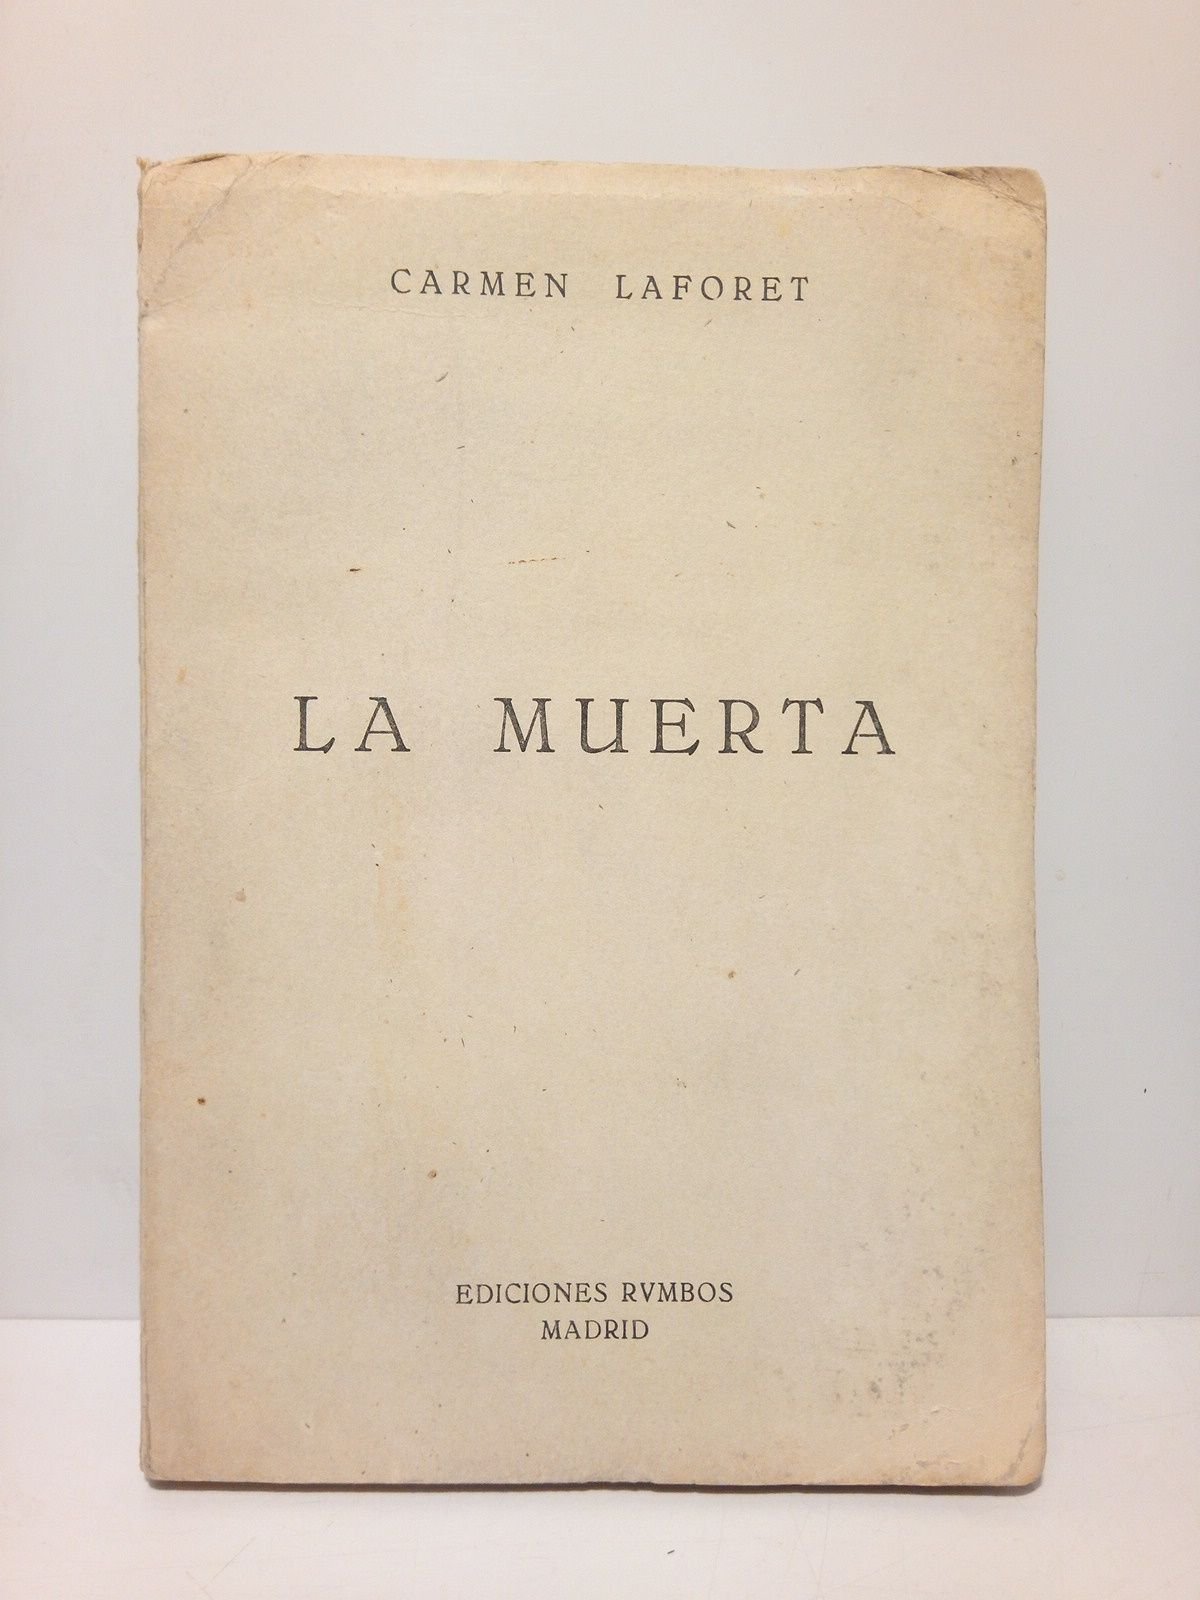 CARMEN LAFORET
LA MUERTA
EDICIONES RVMBOS
MADRID